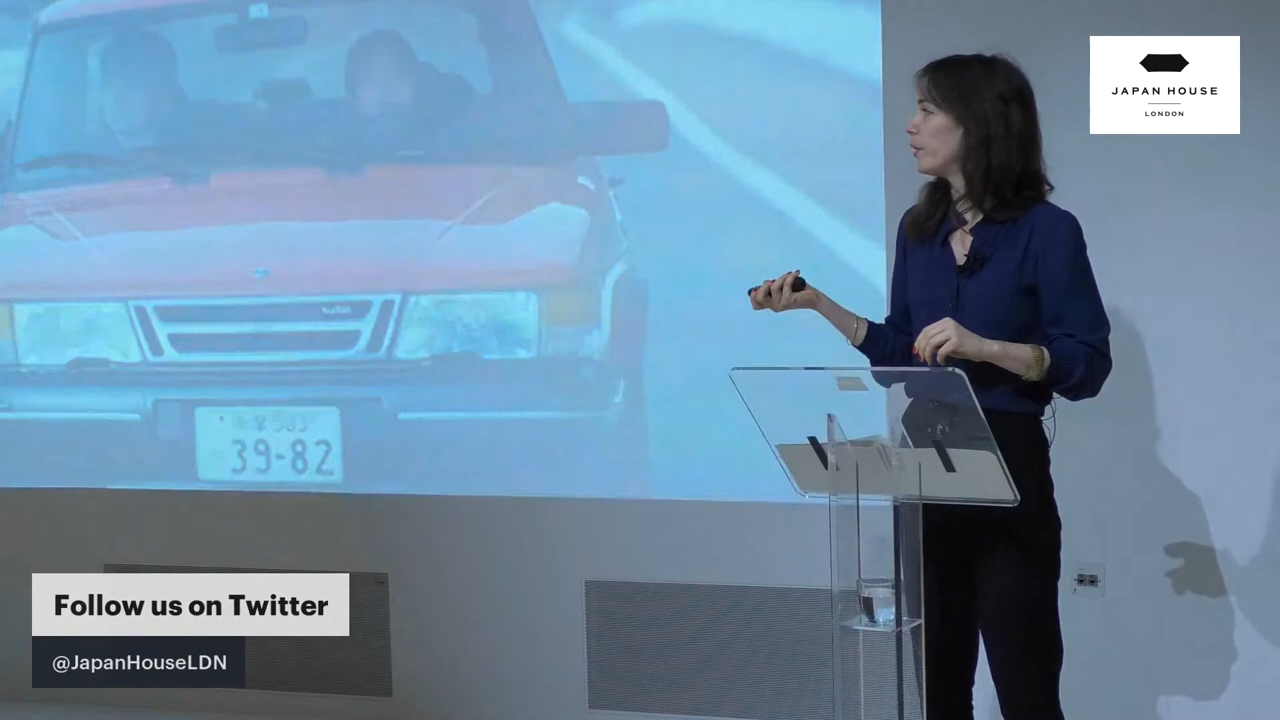 JAPAN HOUSE
LONDON
39-82
Follow us on Twitter
@JapanHouseLDN